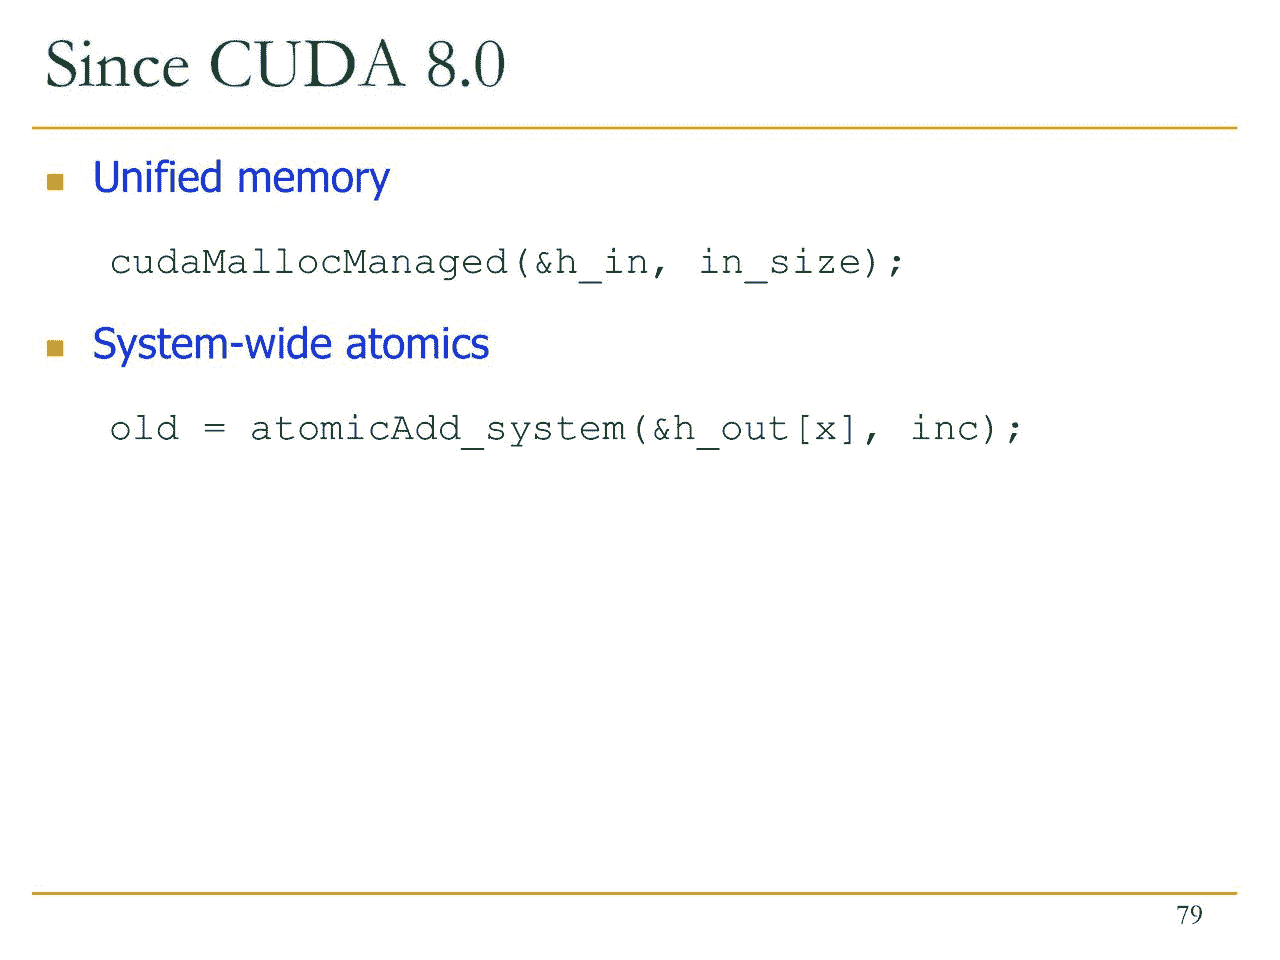 Since CUDA 8.0
Unified memory
cudaMallocManaged(&h_in, in_size);
System-wide atomics
old = atomicAdd_system(&h_out[x], inc);
79